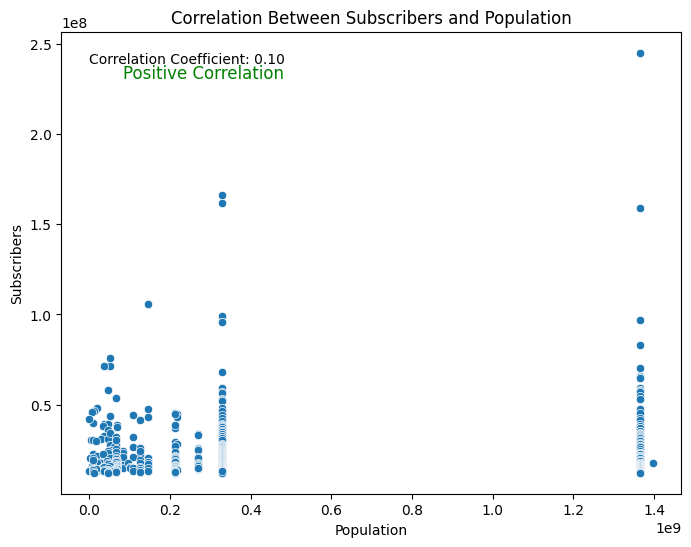 Correlation Between Subscribers and Population
1e8
2.5
Correlation Coefficient: 0.10
Positive Correlation
2.0
1.5
1.0
0.5
Subscribers
0.0 0.2 0.4 0.6 0.8 1.0 1.2 1.4
1e9
Population